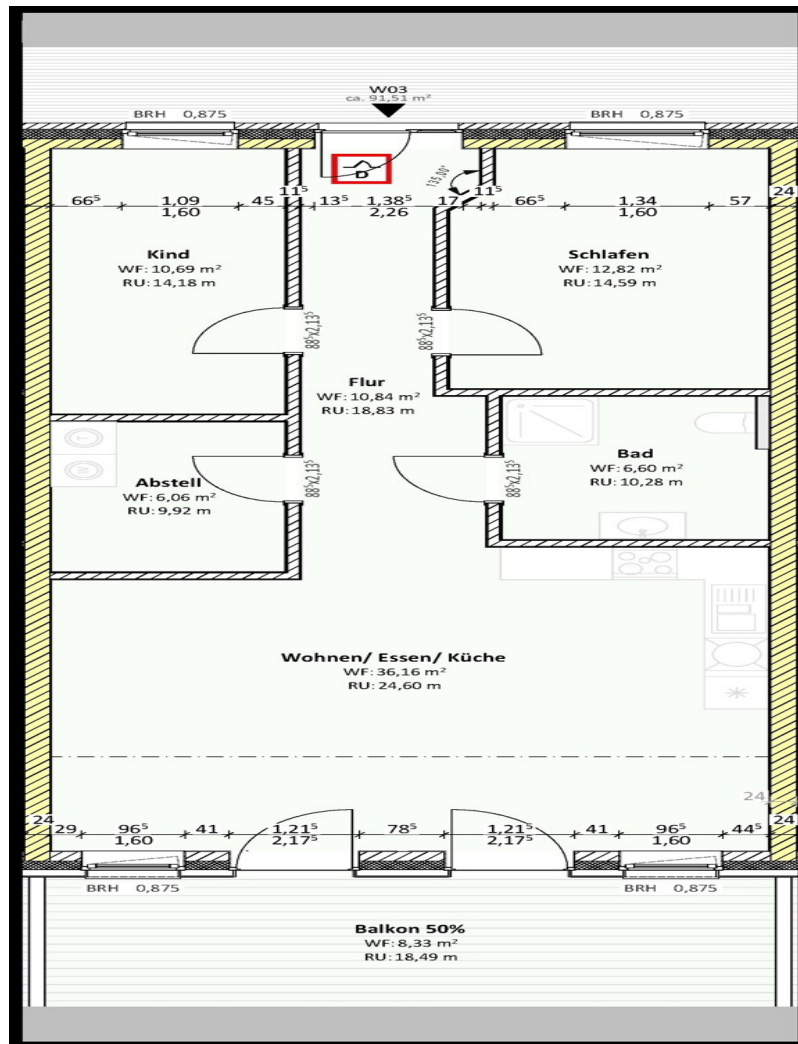 W03
ca. 91,51 m²
BRH 0,875
BRH 0,875
D
135,00°
66⁵ 1,09 45 11⁵ 13⁵ 1,38⁵ 17 11⁵ 66⁵ 1,34 57 24
1,60 2,26 1,60
Kind
WF: 10,69 m²
RU: 14,18 m
Schlafen
WF: 12,82 m²
RU: 14,59 m
88⁵x2,13⁵
88⁵x2,13⁵
Flur
WF: 10,84 m²
RU: 18,83 m
T
W
Abstell
WF: 6,06 m²
RU: 9,92 m
88⁵x2,13⁵
88⁵x2,13⁵
Bad
WF: 6,60 m²
RU: 10,28 m
Wohnen/ Essen/ Küche
WF: 36,16 m²
RU: 24,60 m
24
24 29 96⁵ 41 1,21⁵ 78⁵ 1,21⁵ 41 96⁵ 44⁵ 24
1,60 2,17⁵ 2,17⁵ 1,60
BRH 0,875
BRH 0,875
Balkon 50%
WF: 8,33 m²
RU: 18,49 m